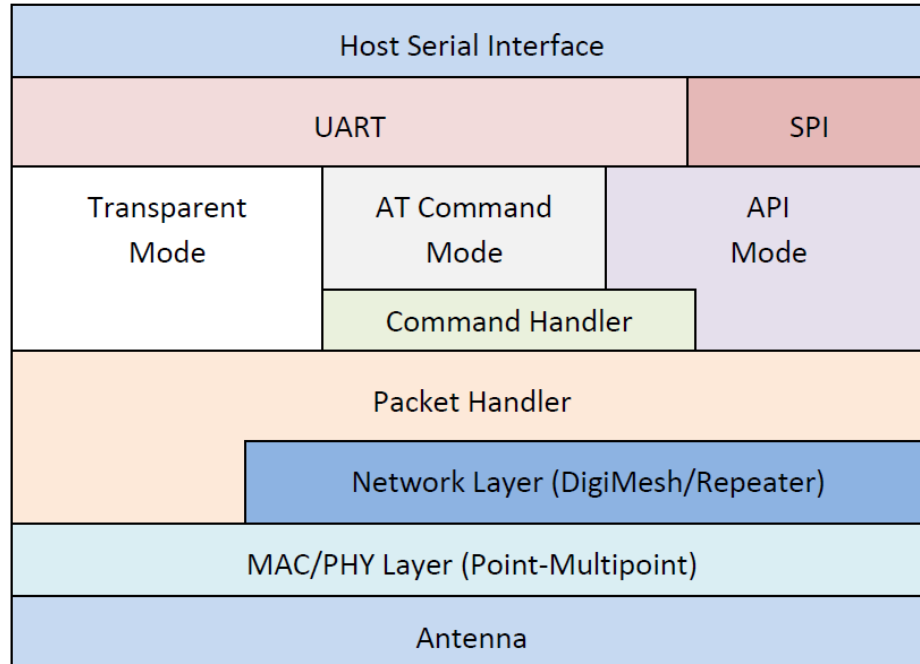 Host Serial Interface
UART
SPI
Transparent
Mode
AT Command
Mode
API
Mode
Command Handler
Packet Handler
Network Layer (DigiMesh/Repeater)
MAC/PHY Layer (Point-Multipoint)
Antenna